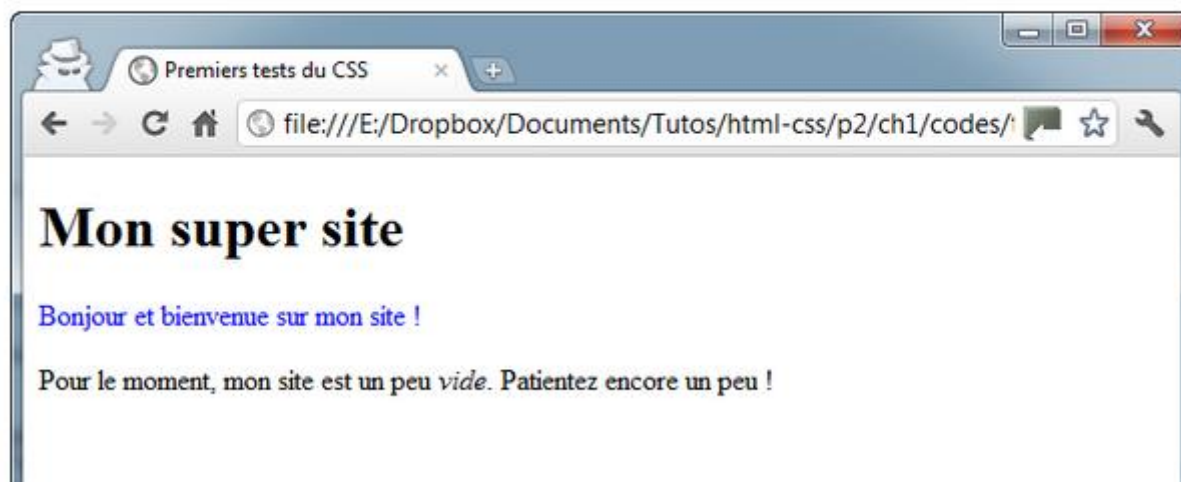 Premiers tests du CSS
file:///E:/Dropbox/Documents/Tutos/html-css/p2/ch1/codes/
Mon super site
Bonjour et bienvenue sur mon site !
Pour le moment, mon site est un peu vide. Patientez encore un peu !